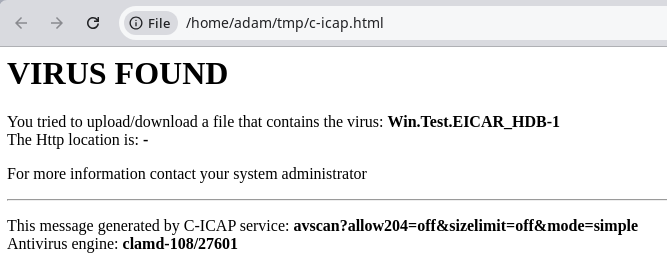 File /home/adam/tmp/c-icap.html
VIRUS FOUND
You tried to upload/download a file that contains the virus: Win.Test.EICAR_HDB-1
The Http location is: -
For more information contact your system administrator
This message generated by C-ICAP service: avscan?allow204=off&sizelimit=off&mode=simple
Antivirus engine: clamd-108/27601